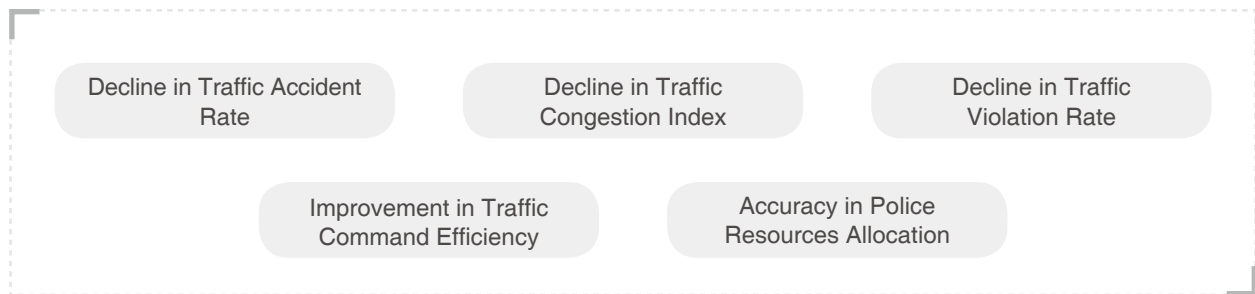 Decline in Traffic Accident
Rate
Decline in Traffic
Congestion Index
Decline in Traffic
Violation Rate
Improvement in Traffic
Command Efficiency
Accuracy in Police
Resources Allocation